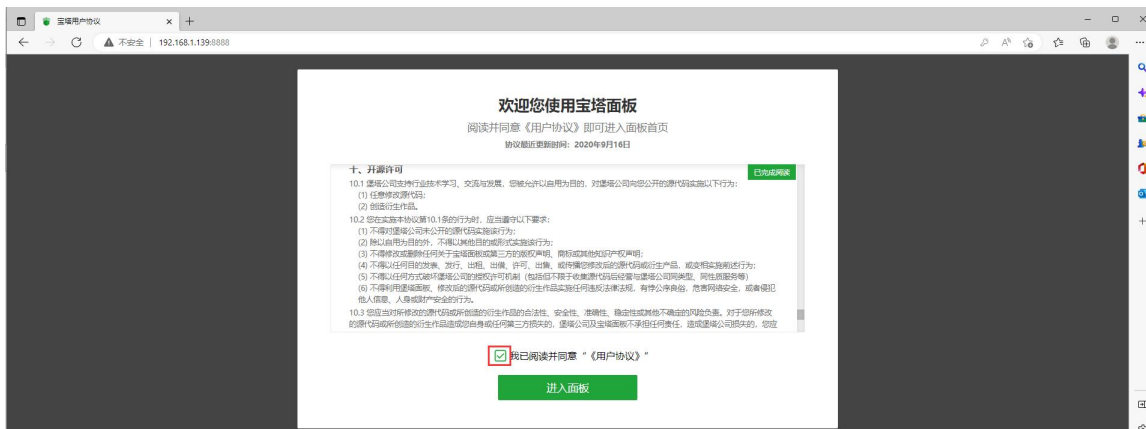 宝塔用户协议
不安全 | 192.168.1.139:8888
欢迎您使用宝塔面板
阅读并同意《用户协议》即可进入面板首页
协议最近更新时间：2020年9月16日
十、开源许可
已完成阅读
10.1 堡塔公司支持行业技术学习、交流与发展，您被允许以自用为目的，对堡塔公司向您公开的源代码实施以下行为：
(1) 任意修改源代码；
(2) 创造衍生作品。
10.2 您在实施本协议第10.1条的行为时，应当遵守以下要求：
(1) 不得对堡塔公司未公开的源代码实施该行为；
(2) 除以自用为目的外，不得以其他目的或形式实施该行为；
(3) 不得修改或删除任何关于宝塔面板或第三方的版权声明、商标或其他知识产权声明；
(4) 不得以任何目的发表、发行、出租、出借、许可、出售、或传播您修改后的源代码或衍生产品，或变相实施前述行为；
(5) 不得以任何方式破坏堡塔公司的授权许可机制（包括但不限于收集源代码后经营与堡塔公司同类型、同性质服务等）
(6) 不得利用堡塔面板、修改后的源代码或所创造的衍生作品实施任何违反法律法规，有悖公序良俗，危害网络安全，或者侵犯
他人信息、人身或财产安全的行为。
10.3 您应当对所修改的源代码或所创造的衍生作品的合法性、安全性、准确性、稳定性或其他不确定的风险负责。对于您所修改
的源代码或所创造的衍生作品造成您自身或任何第三方损失的，堡塔公司及宝塔面板不承担任何责任，造成堡塔公司损失的，您应
我已阅读并同意“《用户协议》”
进入面板